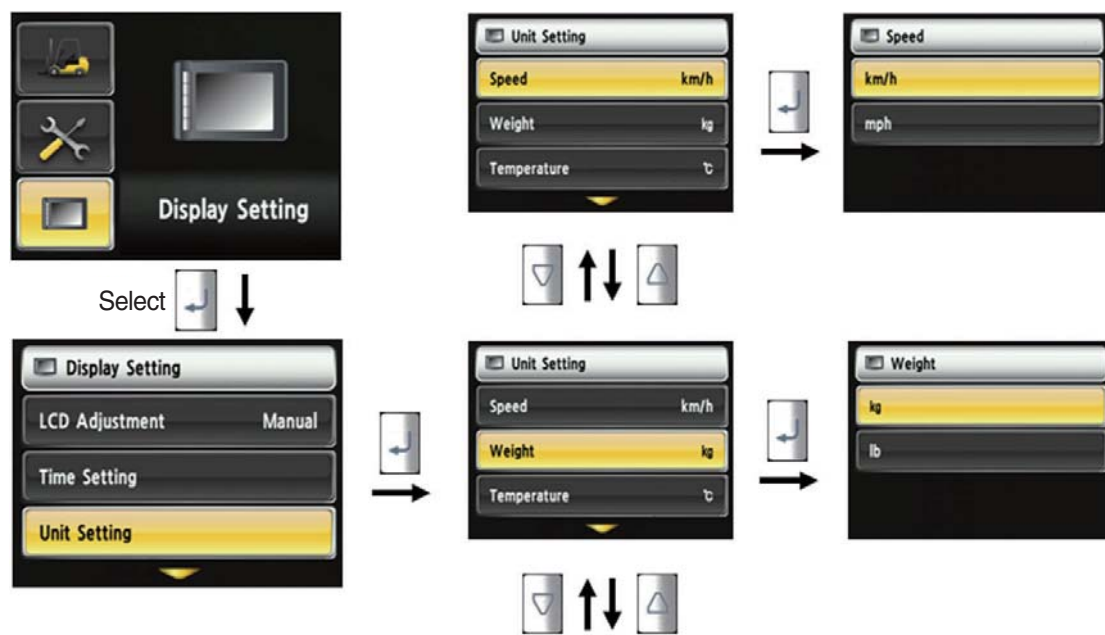 Display Setting
Select
Display Setting
LCD Adjustment Manual
Time Setting
Unit Setting
Unit Setting
Speed km/h
Weight kg
Temperature ℃
Speed
km/h
mph
Unit Setting
Speed km/h
Weight kg
Temperature ℃
Weight
kg
lb